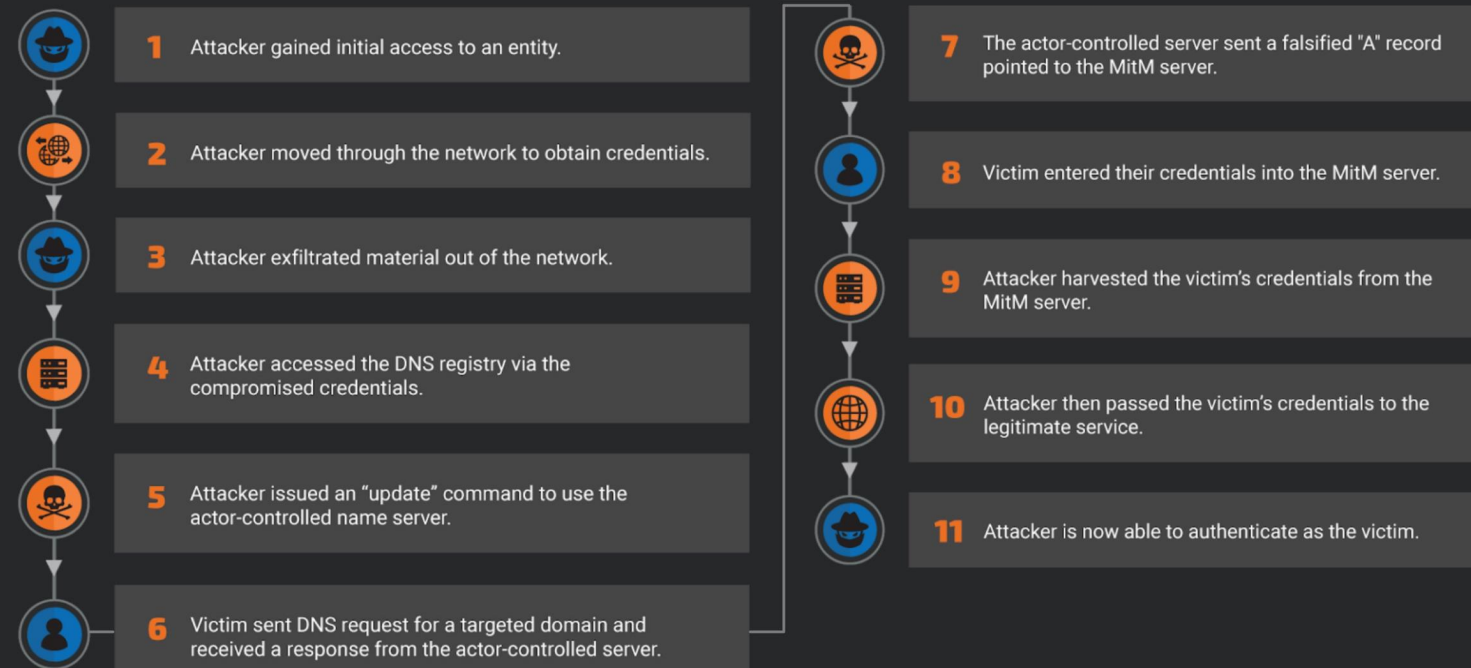 1 Attacker gained initial access to an entity.
2 Attacker moved through the network to obtain credentials.
3 Attacker exfiltrated material out of the network.
4 Attacker accessed the DNS registry via the
compromised credentials.
5 Attacker issued an “update” command to use the
actor-controlled name server.
6 Victim sent DNS request for a targeted domain and
received a response from the actor-controlled server.
7 The actor-controlled server sent a falsified "A" record
pointed to the MitM server.
8 Victim entered their credentials into the MitM server.
9 Attacker harvested the victim’s credentials from the
MitM server.
10 Attacker then passed the victim’s credentials to the
legitimate service.
11 Attacker is now able to authenticate as the victim.